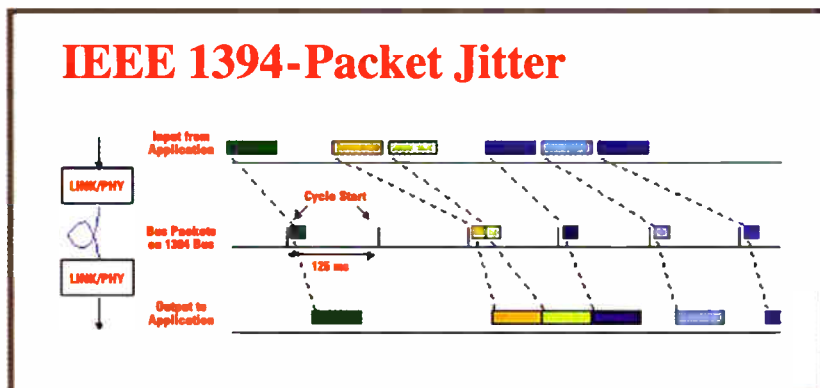 IEEE 1394-Packet Jitter
Input from
Application
LINK/PHY
Cycle Start
Bus Packets
on 1394 Bus
125 ms
LINK/PHY
Output to
Application